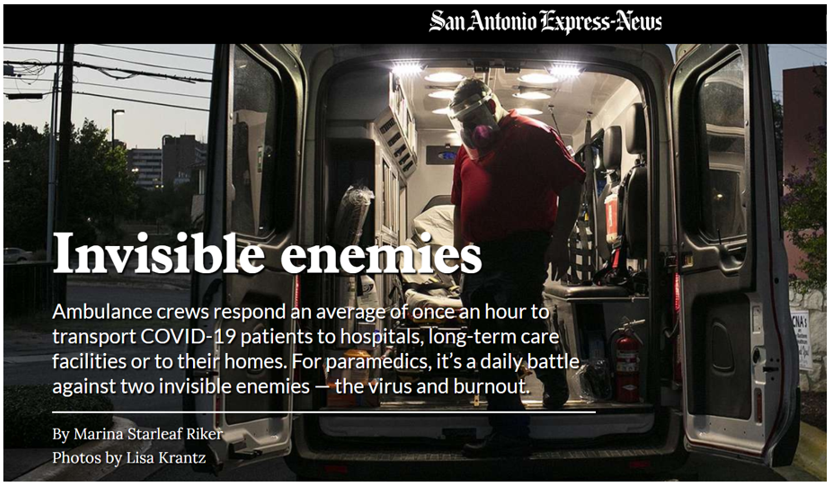 San Antonio Express-News
Invisible enemies
Ambulance crews respond an average of once an hour to
transport COVID-19 patients to hospitals, long-term care
facilities or to their homes. For paramedics, it's a daily battle
against two invisible enemies — the virus and burnout.
By Marina Starleaf Riker
Photos by Lisa Krantz
CNA's